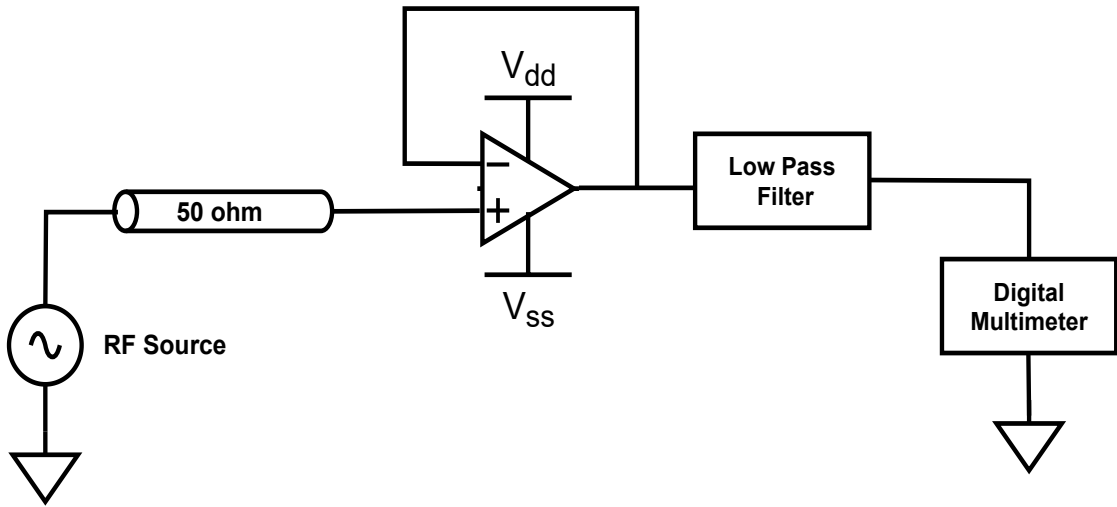 V_dd
Low Pass
Filter
50 ohm
−
+
V_ss
RF Source
Digital
Multimeter